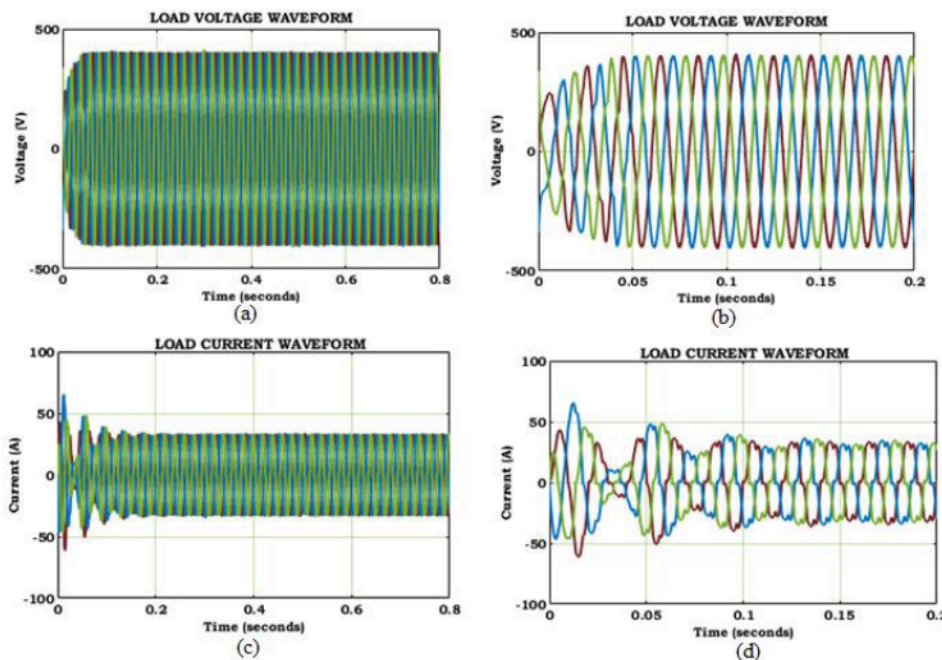 LOAD VOLTAGE WAVEFORM
500
0
-500
Voltage (V)
0 0.2 0.4 0.6 0.8
Time (seconds)
(a)
LOAD VOLTAGE WAVEFORM
500
0
-500
Voltage (V)
0 0.05 0.1 0.15 0.2
Time (seconds)
(b)
LOAD CURRENT WAVEFORM
100
50
0
-50
-100
Current (A)
0 0.2 0.4 0.6 0.8
Time (seconds)
(c)
LOAD CURRENT WAVEFORM
100
50
0
-50
-100
Current (A)
0 0.05 0.1 0.15 0.2
Time (seconds)
(d)